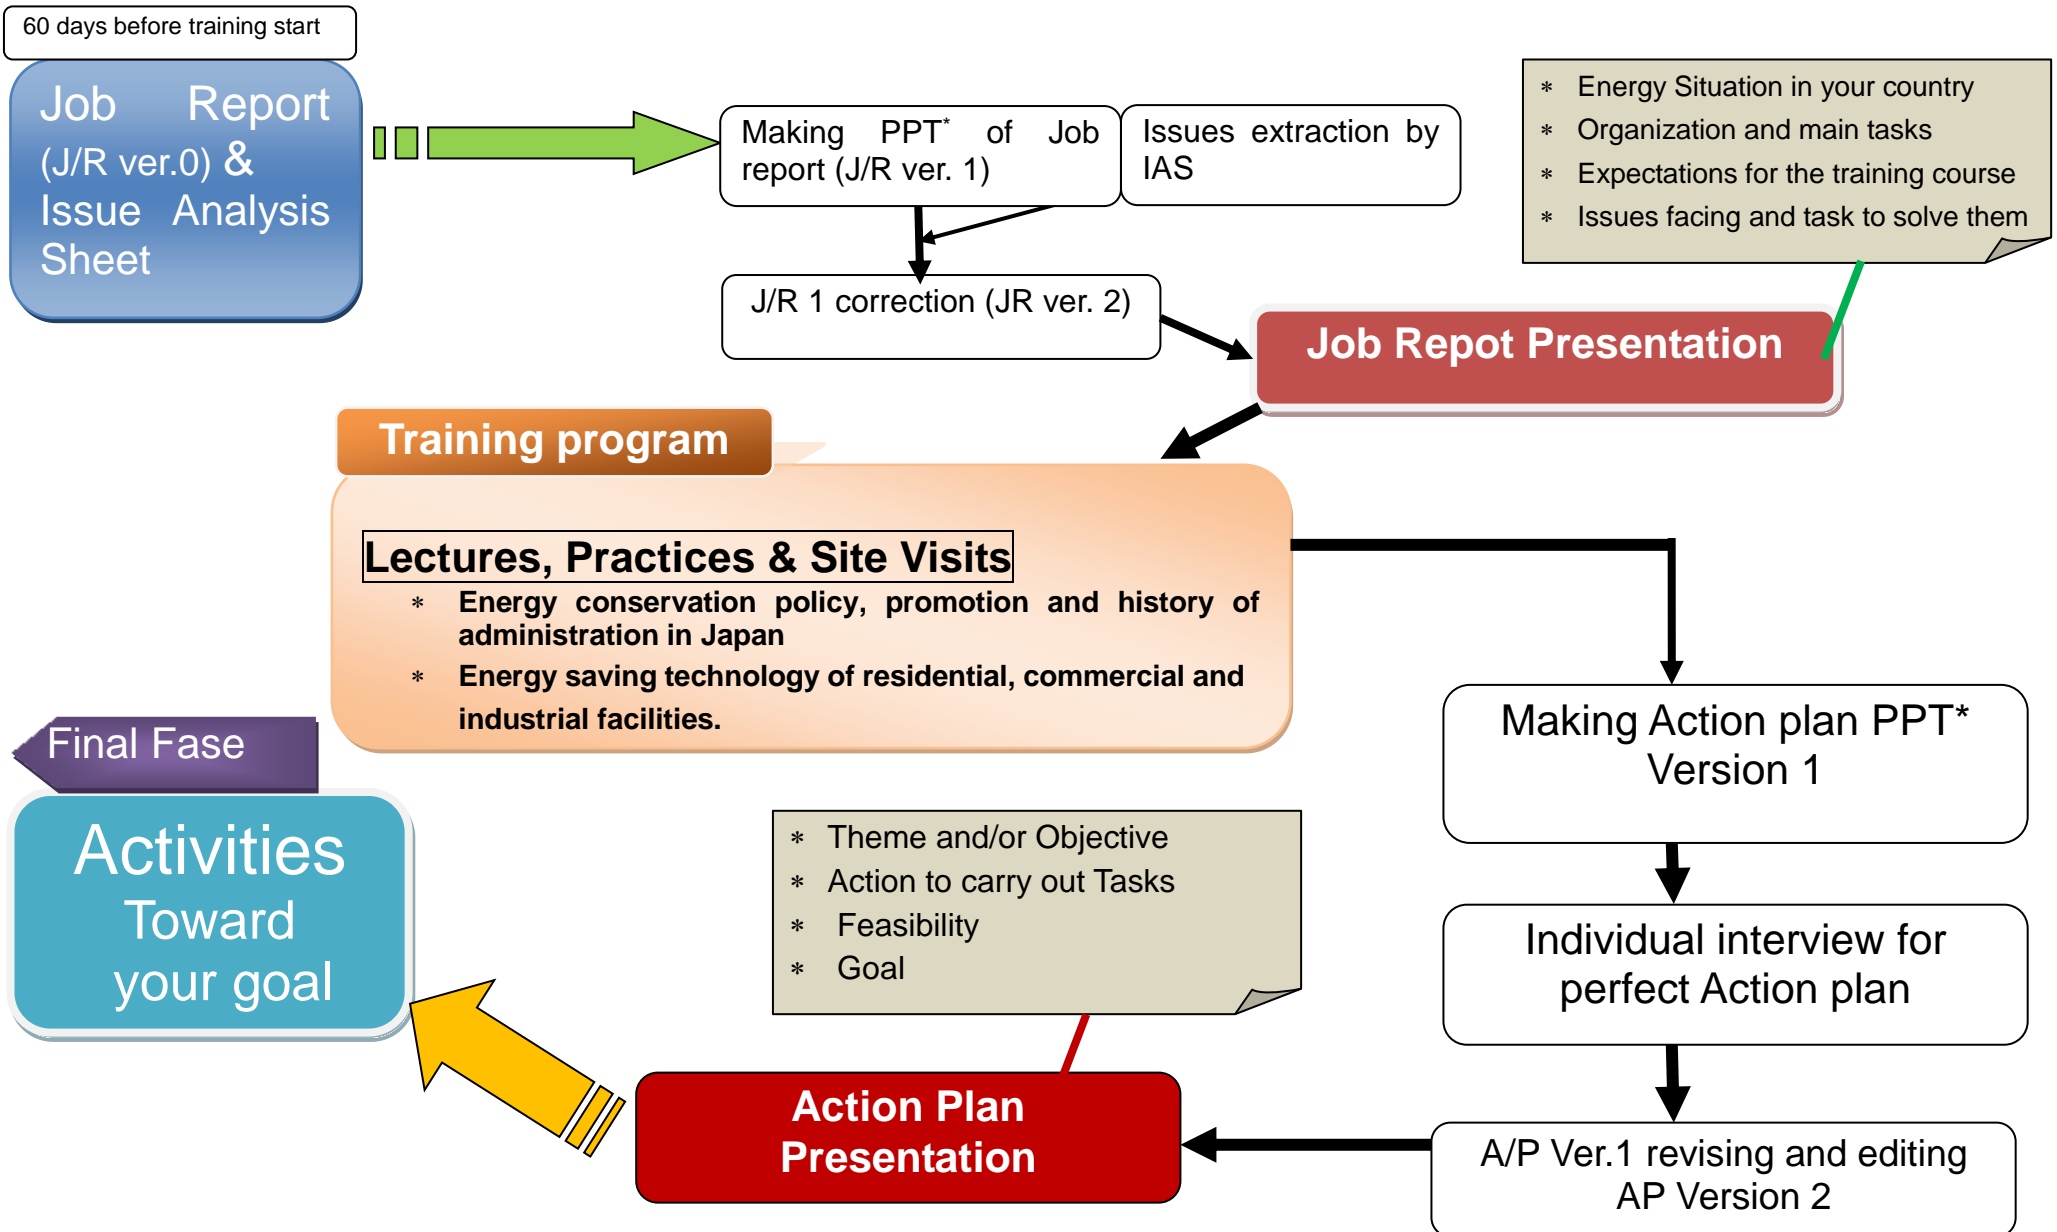 60 days before training start
Job Report
(J/R ver.0) &
Issue Analysis
Sheet
Making PPT* of Job
report (J/R ver. 1)
Issues extraction by
IAS
J/R 1 correction (JR ver. 2)
* Energy Situation in your country
* Organization and main tasks
* Expectations for the training course
* Issues facing and task to solve them
Job Repot Presentation
Training program
Lectures, Practices & Site Visits
* Energy conservation policy, promotion and history of
administration in Japan
* Energy saving technology of residential, commercial and
industrial facilities.
Making Action plan PPT*
Version 1
Individual interview for
perfect Action plan
A/P Ver.1 revising and editing
AP Version 2
* Theme and/or Objective
* Action to carry out Tasks
* Feasibility
* Goal
Action Plan
Presentation
Final Fase
Activities
Toward
your goal